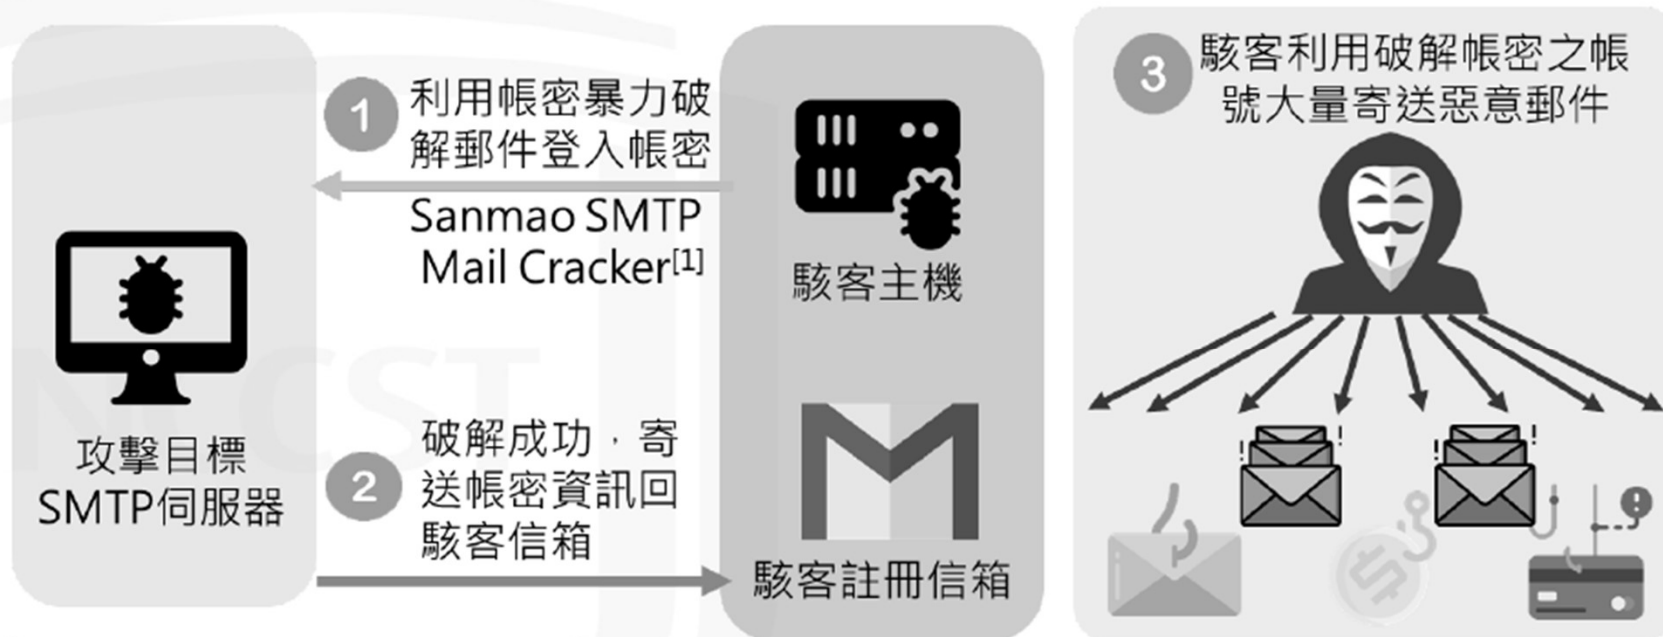 1
利用帳密暴力破
解郵件登入帳密
Sanmao SMTP
Mail Cracker[1]
駭客主機
攻擊目標
SMTP伺服器
2
破解成功，寄
送帳密資訊回
駭客信箱
駭客註冊信箱
3
駭客利用破解帳密之帳
號大量寄送惡意郵件
NCCST